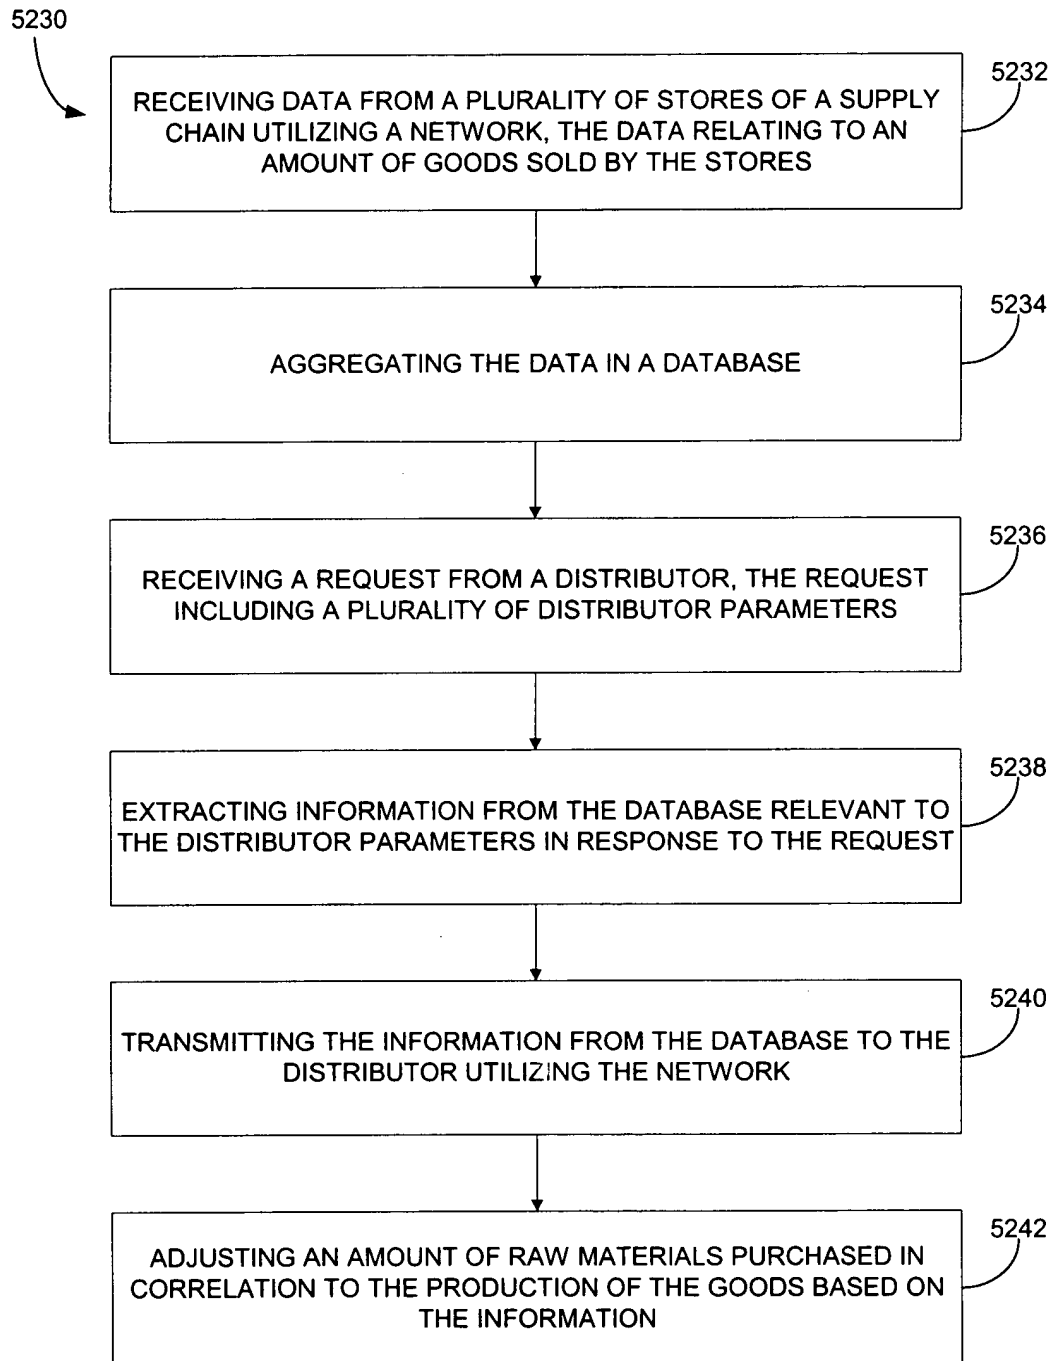 5230
5232
RECEIVING DATA FROM A PLURALITY OF STORES OF A SUPPLY
CHAIN UTILIZING A NETWORK, THE DATA RELATING TO AN
AMOUNT OF GOODS SOLD BY THE STORES
5234
AGGREGATING THE DATA IN A DATABASE
5236
RECEIVING A REQUEST FROM A DISTRIBUTOR, THE REQUEST
INCLUDING A PLURALITY OF DISTRIBUTOR PARAMETERS
5238
EXTRACTING INFORMATION FROM THE DATABASE RELEVANT TO
THE DISTRIBUTOR PARAMETERS IN RESPONSE TO THE REQUEST
5240
TRANSMITTING THE INFORMATION FROM THE DATABASE TO THE
DISTRIBUTOR UTILIZING THE NETWORK
5242
ADJUSTING AN AMOUNT OF RAW MATERIALS PURCHASED IN
CORRELATION TO THE PRODUCTION OF THE GOODS BASED ON
THE INFORMATION